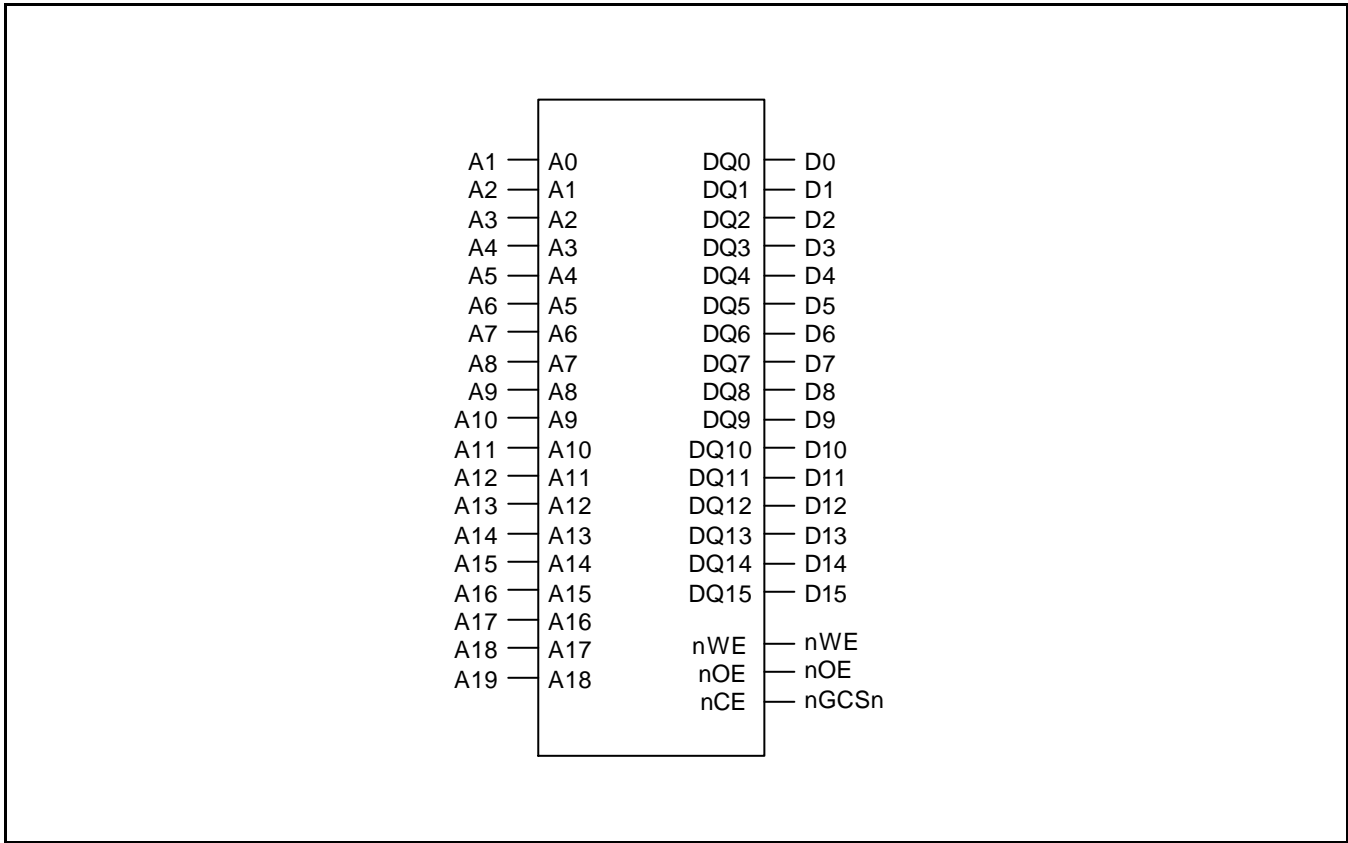 A1 A0 DQ0 D0
A2 A1 DQ1 D1
A3 A2 DQ2 D2
A4 A3 DQ3 D3
A5 A4 DQ4 D4
A6 A5 DQ5 D5
A7 A6 DQ6 D6
A8 A7 DQ7 D7
A9 A8 DQ8 D8
A10 A9 DQ9 D9
A11 A10 DQ10 D10
A12 A11 DQ11 D11
A13 A12 DQ12 D12
A14 A13 DQ13 D13
A15 A14 DQ14 D14
A16 A15 DQ15 D15
A17 A16
A18 A17 nWE nWE
A19 A18 nOE nOE
nCE nGCSn